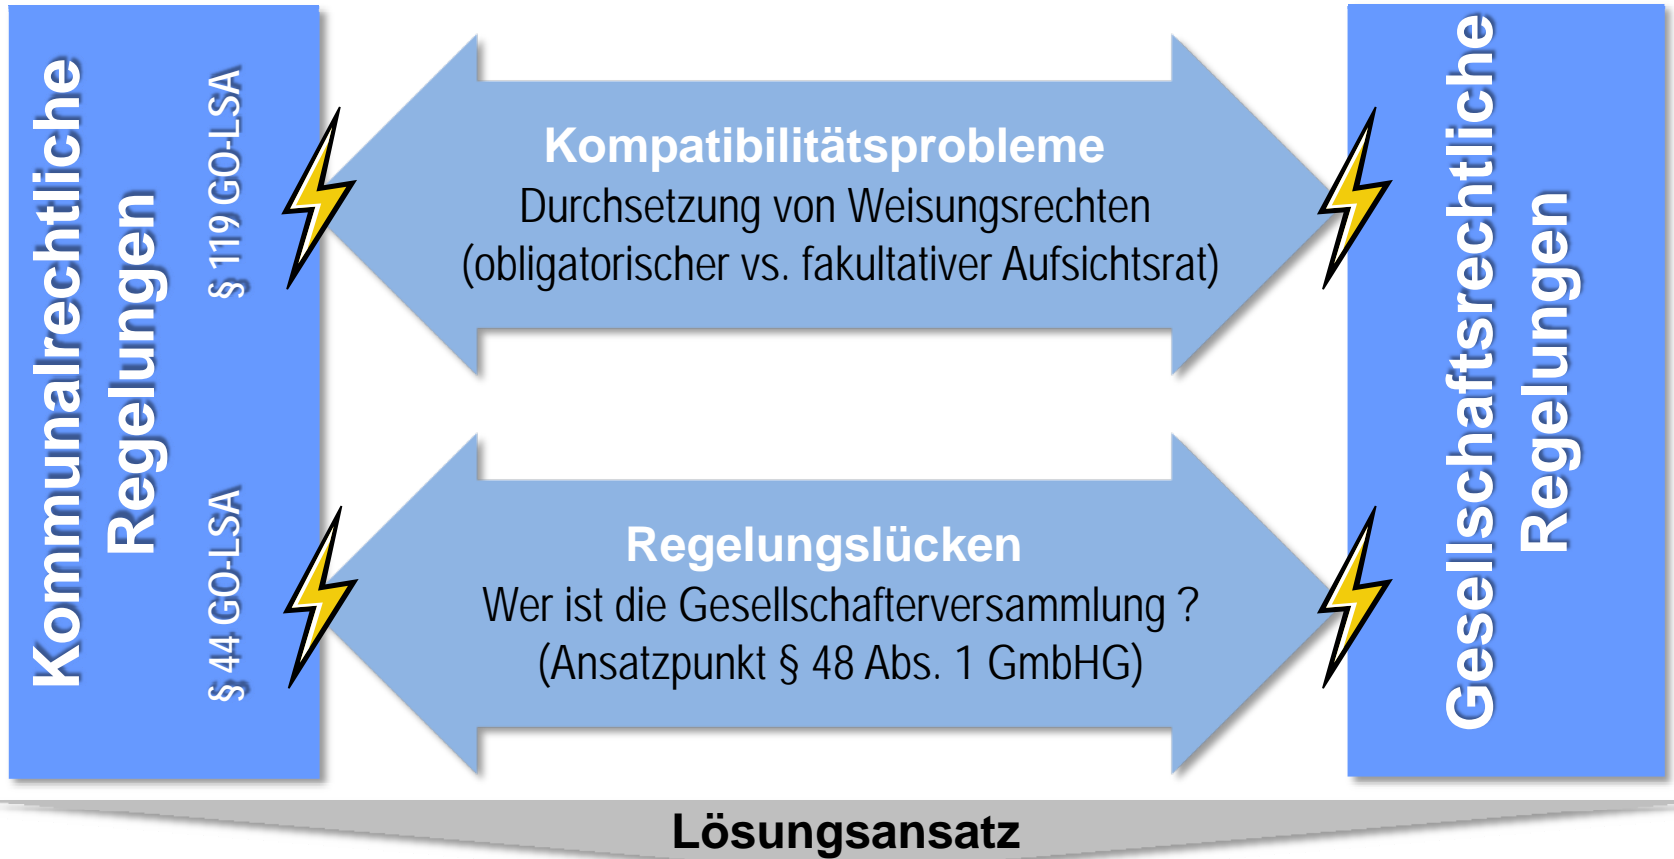 Kommunalrechtliche
Regelungen
§ 119 GO-LSA
§ 44 GO-LSA
Kompatibilitätsprobleme
Durchsetzung von Weisungsrechten
(obligatorischer vs. fakultativer Aufsichtsrat)
Regelungslücken
Wer ist die Gesellschafterversammlung ?
(Ansatzpunkt § 48 Abs. 1 GmbHG)
Gesellschaftsrechtliche
Regelungen
Lösungsansatz